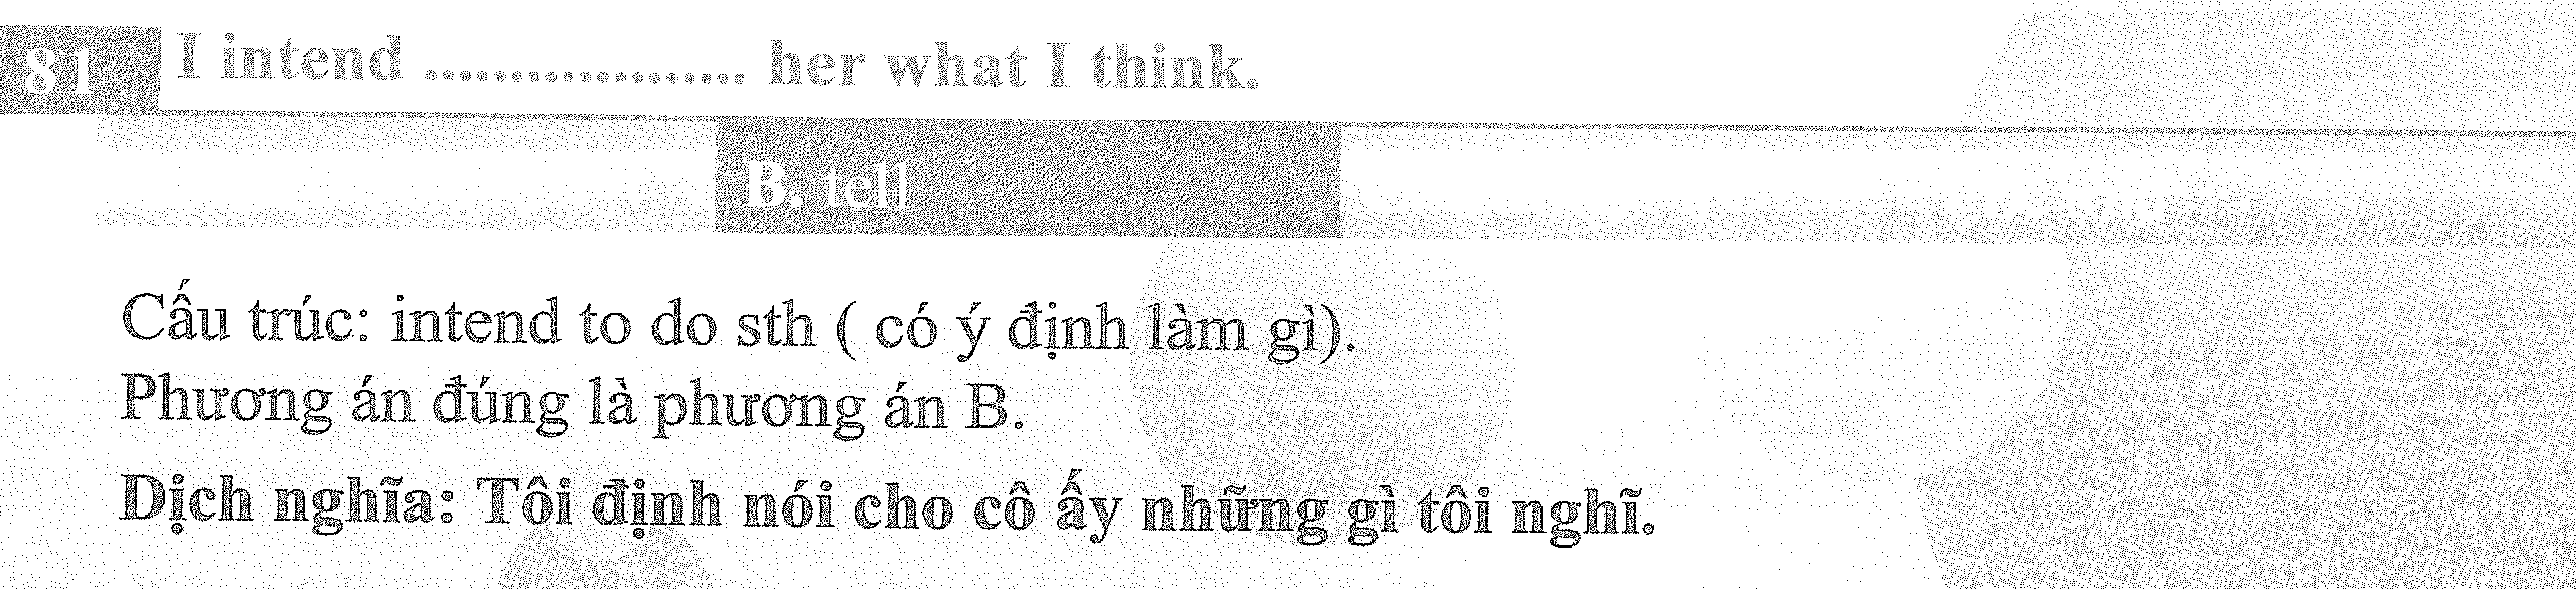 81 I intend ................... her what I think.
B. tell D. told
Cấu trúc: intend to do sth ( có ý định làm gì).
Phương án đúng là phương án B.
Dịch nghĩa: Tôi định nói cho cô ấy những gì tôi nghĩ.